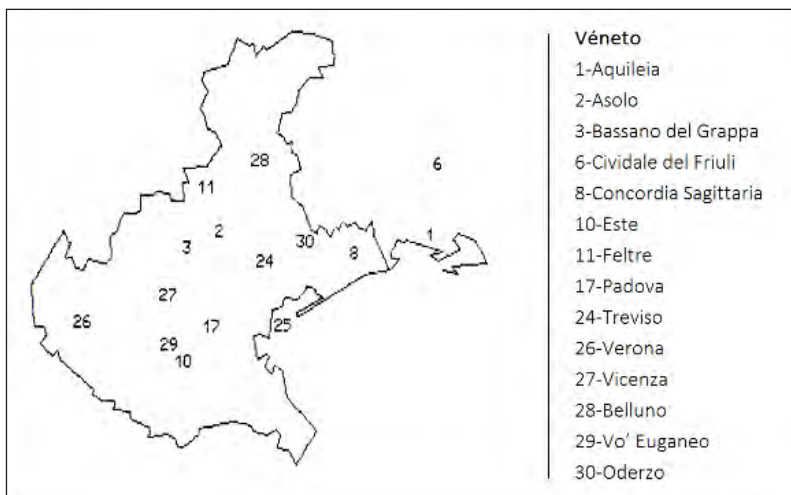 28
6
11
2
1
30
3
8
24
27
26
17
25
29
10
Véneto
1-Aquileia
2-Asolo
3-Bassano del Grappa
6-Cividale del Friuli
8-Concordia Sagittaria
10-Este
11-Feltre
17-Padova
24-Treviso
26-Verona
27-Vicenza
28-Belluno
29-Vo’ Euganeo
30-Oderzo